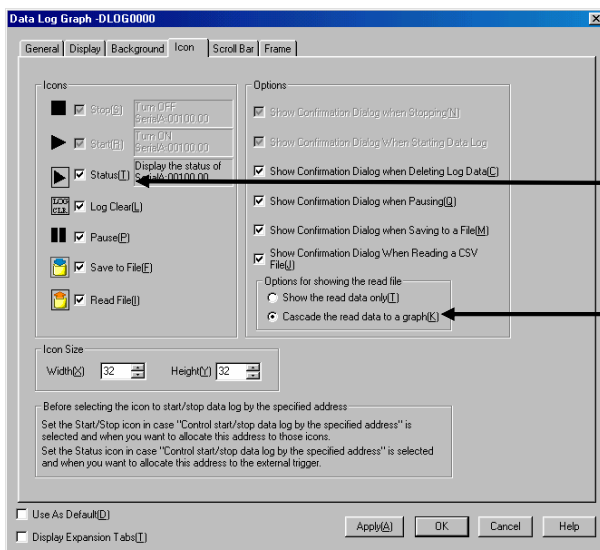 Data Log Graph -DLOG0000
General Display Background Icon Scroll Bar Frame
Icons
Stop(S)
Turn OFF
SerialA:00100.00
Start(R)
Turn ON
SerialA:00100.00
Status(T)
Display the status of
SerialA:00100.00
LOG
CLR.
Log Clear(L)
Pause(P)
Save to File(F)
Read File(I)
Options
Show Confirmation Dialog when Stopping(N)
Show Confirmation Dialog When Starting Data Log
Show Confirmation Dialog when Deleting Log Data(C)
Show Confirmation Dialog when Pausing(Q)
Show Confirmation Dialog when Saving to a File(M)
Show Confirmation Dialog When Reading a CSV
File(J)
Options for showing the read file
Show the read data only(T)
Cascade the read data to a graph(K)
Icon Size
Width(X) 32 Height(Y) 32
Before selecting the icon to start/stop data log by the specified address
Set the Start/Stop icon in case "Control start/stop data log by the specified address" is
selected and when you want to allocate this address to those icons.
Set the Status icon in case "Control start/stop data log by the specified address" is selected
and when you want to allocate this address to the external trigger.
Use As Default(D)
Display Expansion Tabs(T)
Apply(A) OK Cancel Help